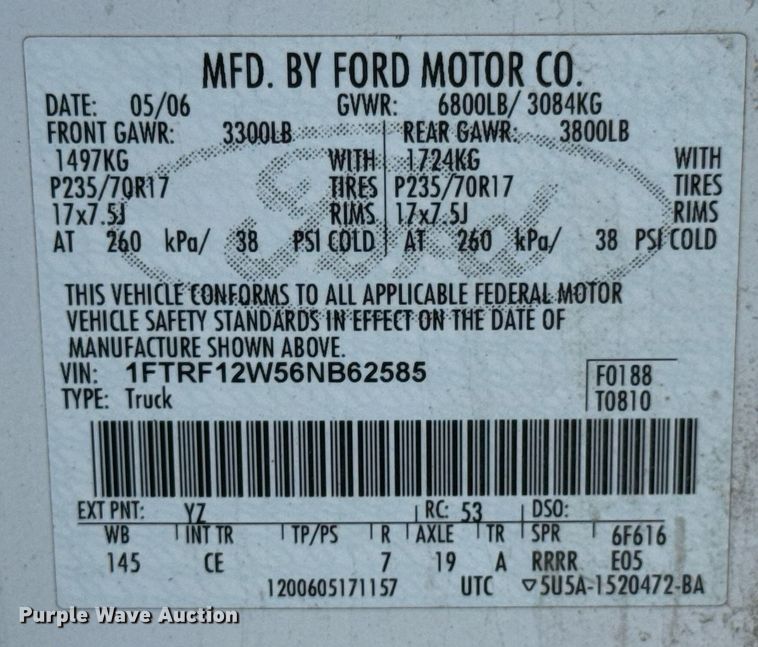 MFD. BY FORD MOTOR CO.
DATE: 05/06 GVWR: 6800LB/ 3084KG
FRONT GAWR: 3300LB REAR GAWR: 3800LB
1497KG WITH 1724KG WITH
P235/70R17 TIRES P235/70R17 TIRES
17x7.5J RIMS 17x7.5J RIMS
AT 260 kPa/ 38 PSI COLD AT 260 kPa/ 38 PSI COLD
Ford
THIS VEHICLE CONFORMS TO ALL APPLICABLE FEDERAL MOTOR
VEHICLE SAFETY STANDARDS IN EFFECT ON THE DATE OF
MANUFACTURE SHOWN ABOVE.
VIN: 1FTRF12W56NB62585 F0188
TYPE: Truck T0810
EXT PNT: YZ RC: 53 DSO:
WB INT TR TP/PS R AXLE TR SPR 6F616
145 CE 7 19 A RRRR E05
1200605171157 UTC ▽5U5A-1520472-BA
Purple Wave Auction